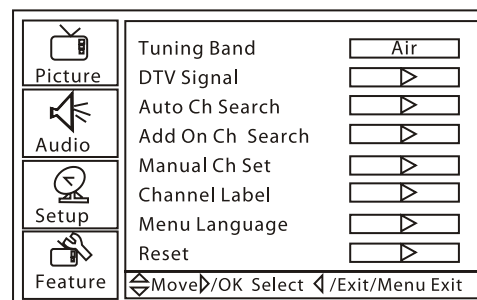 Picture
Audio
Setup
Feature
Tuning Band Air
DTV Signal
Auto Ch Search
Add On Ch Search
Manual Ch Set
Channel Label
Menu Language
Reset
Move /OK Select /Exit/Menu Exit